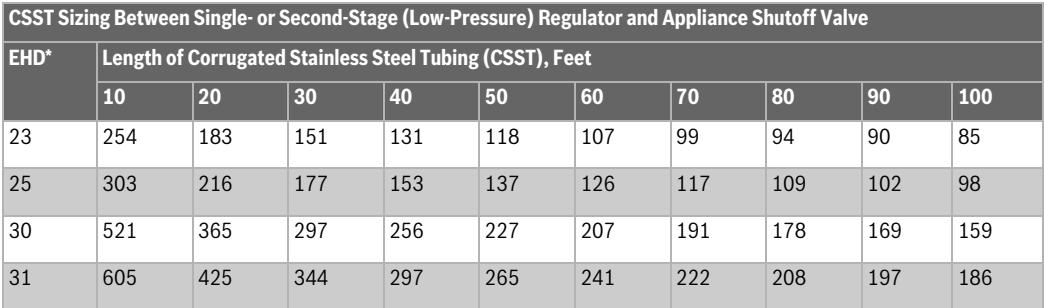 CSST Sizing Between Single- or Second-Stage (Low-Pressure) Regulator and Appliance Shutoff Valve
EHD* Length of Corrugated Stainless Steel Tubing (CSST), Feet
10 20 30 40 50 60 70 80 90 100
23 254 183 151 131 118 107 99 94 90 85
25 303 216 177 153 137 126 117 109 102 98
30 521 365 297 256 227 207 191 178 169 159
31 605 425 344 297 265 241 222 208 197 186